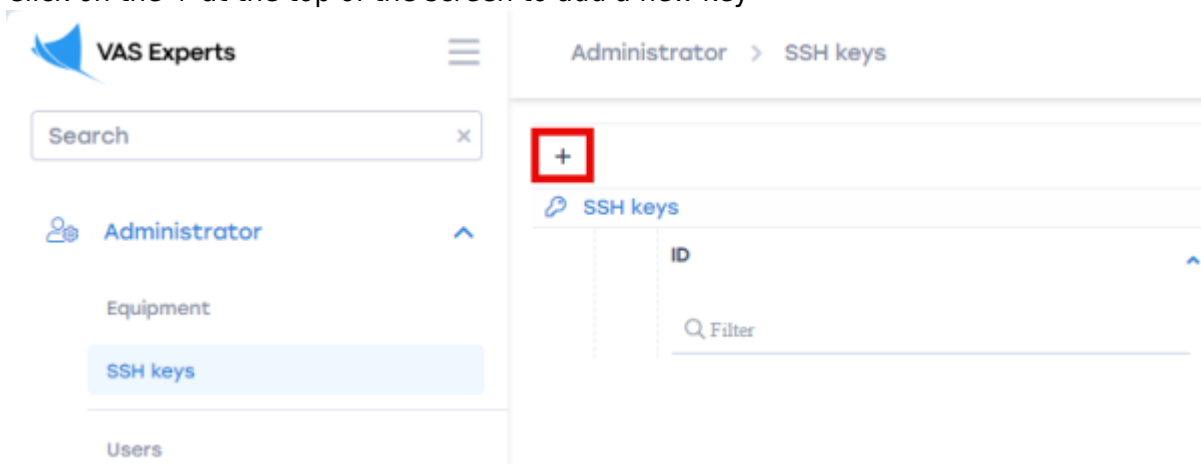 VAS Experts
Administrator > SSH keys
Search ×
+
SSH keys
Administrator
ID
Equipment
Filter
SSH keys
Users